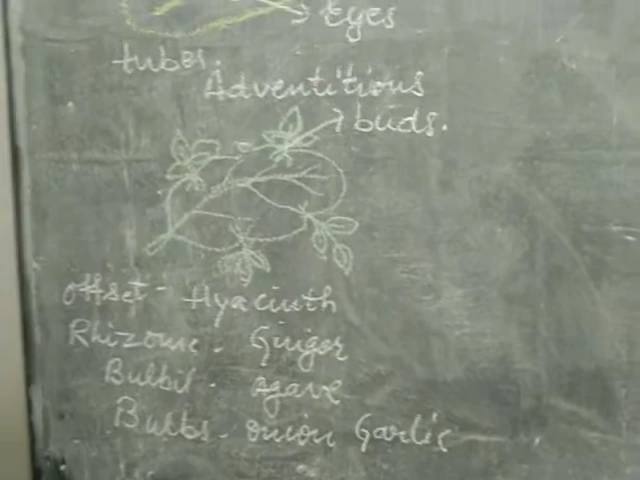 Eyes
tuber.
Adventitious
buds.
offset - Hyacinth
Rhizome - Ginger
Bulbil - agave
Bulbs - onion Garlic